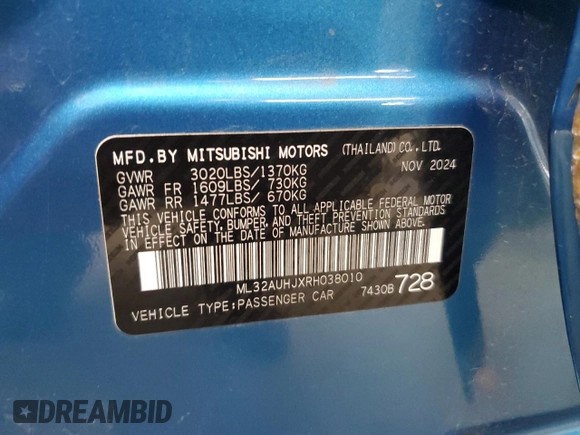 MFD.BY MITSUBISHI MOTORS (THAILAND) CO., LTD.
GVWR 3020LBS/1370KG NOV 2024
GAWR FR 1609LBS/ 730KG
GAWR RR 1477LBS/ 670KG
THIS VEHICLE CONFORMS TO ALL APPLICABLE FEDERAL MOTOR
VEHICLE SAFETY, BUMPER, AND THEFT PREVENTION STANDARDS
IN EFFECT ON THE DATE OF MANUFACTURE SHOWN ABOVE.
ML32AUHJXRH038010
VEHICLE TYPE:PASSENGER CAR 7430B 728
DREAMBID